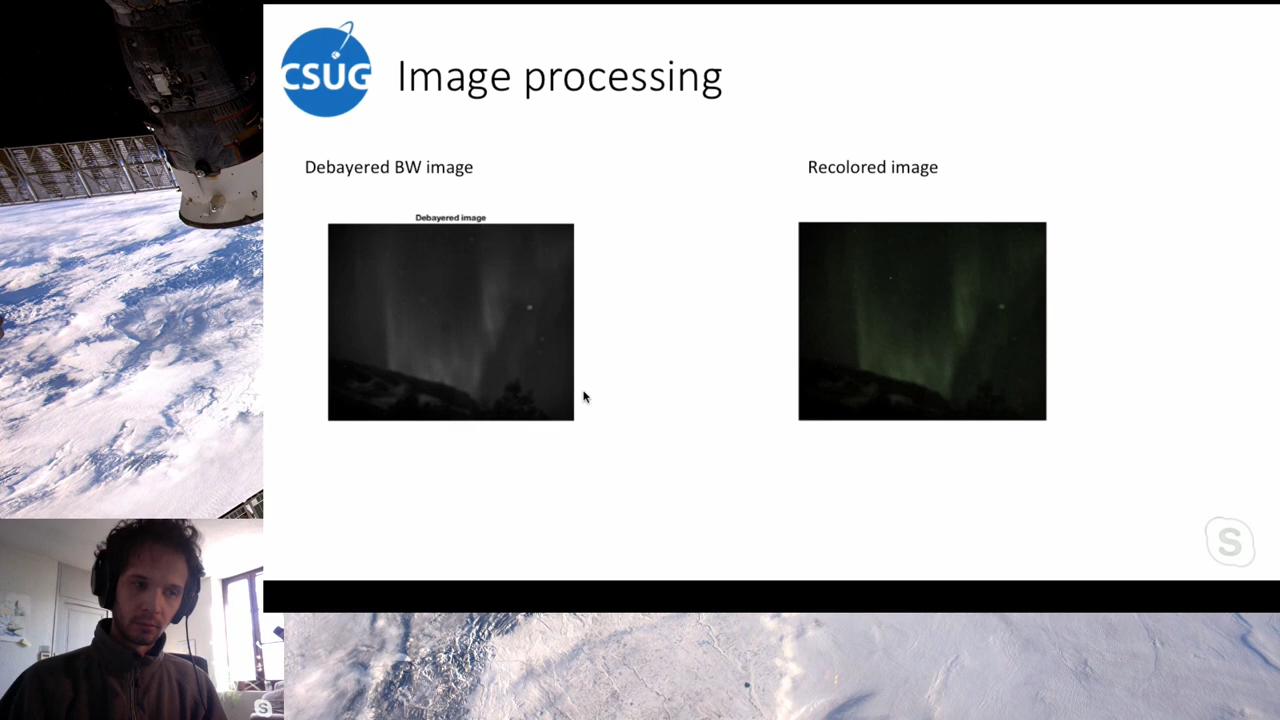 CSUG
Image processing
Debayered BW image
Recolored image
Debayered image
S
S